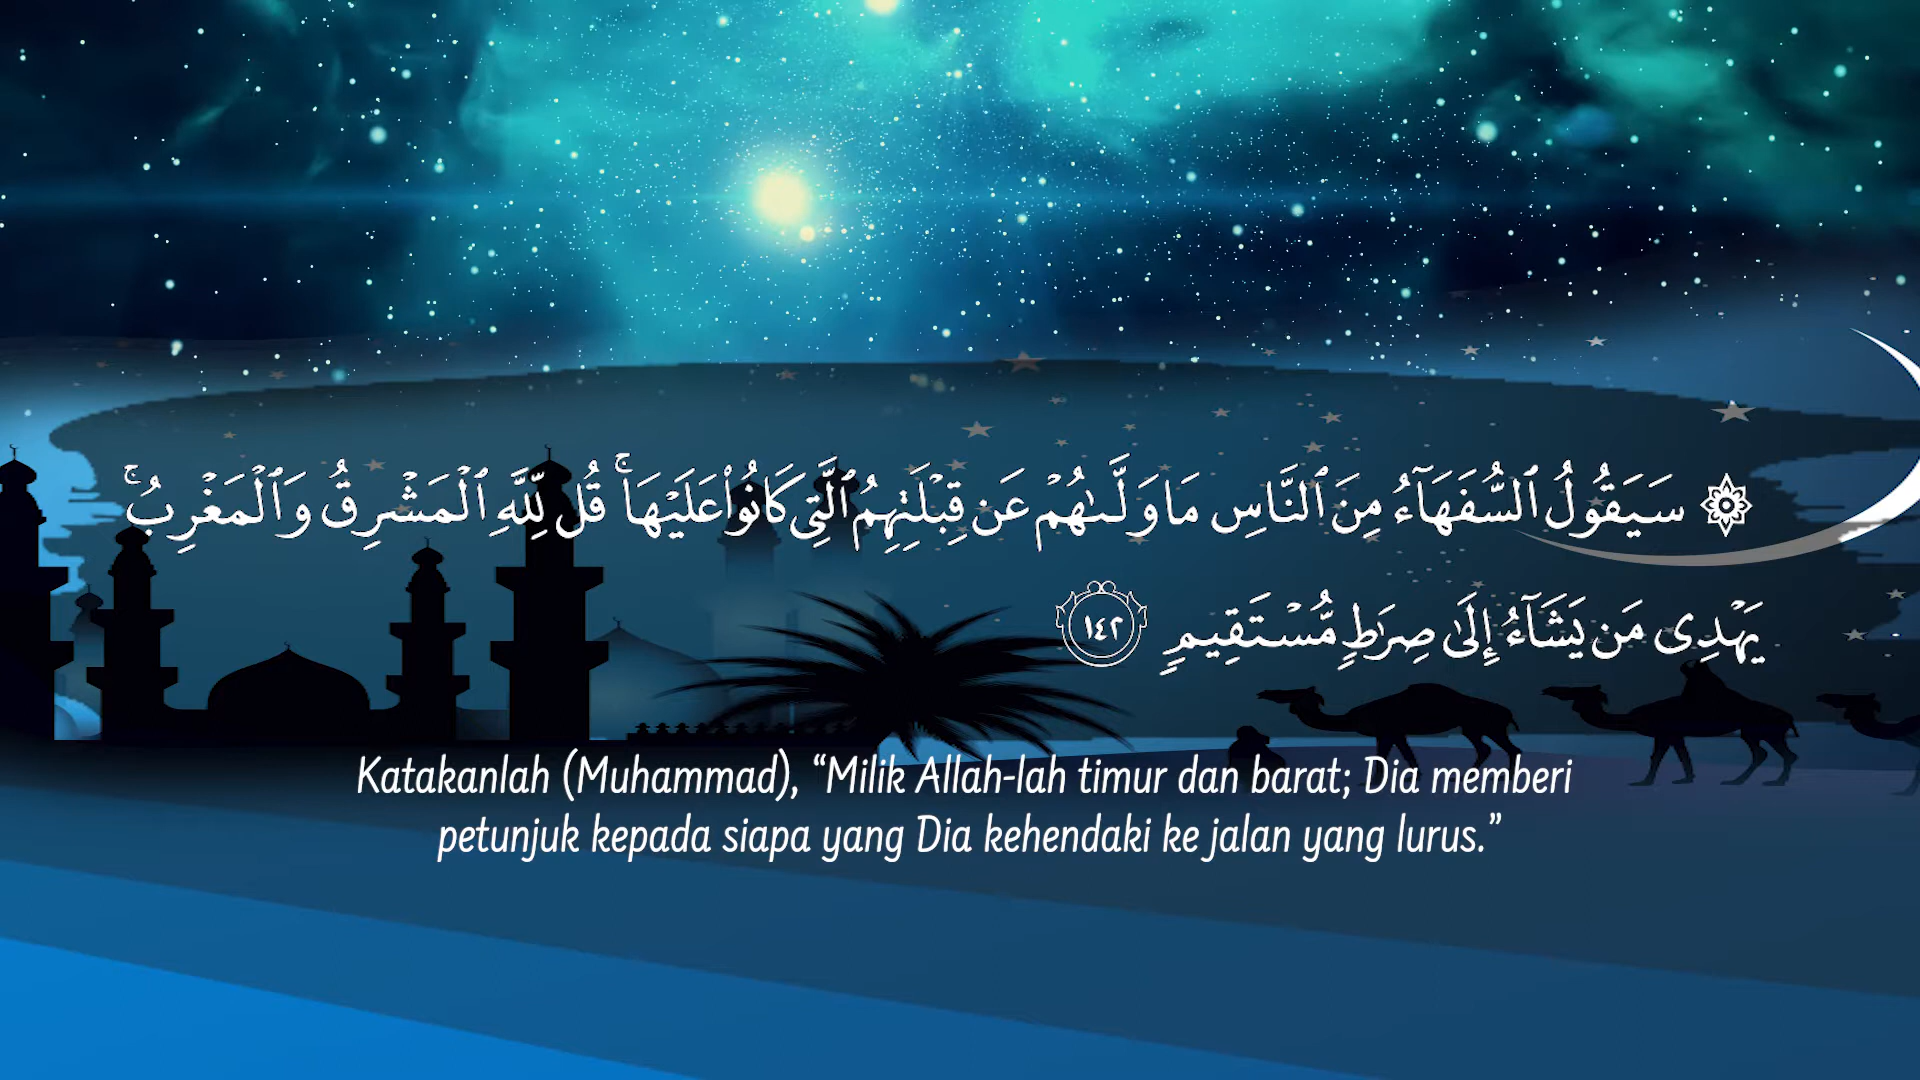 ۞ سَيَقُولُ ٱلسُّفَهَآءُ مِنَ ٱلنَّاسِ مَا وَلَّىٰهُمْ عَن قِبْلَتِهِمُ ٱلَّتِى كَانُوا۟ عَلَيْهَا ۚ قُل لِّلَّهِ ٱلْمَشْرِقُ وَٱلْمَغْرِبُ ۚ
يَهْدِى مَن يَشَآءُ إِلَىٰ صِرَٰطٍ مُّسْتَقِيمٍ ١٤٢
Katakanlah (Muhammad), “Milik Allah-lah timur dan barat; Dia memberi
petunjuk kepada siapa yang Dia kehendaki ke jalan yang lurus.”